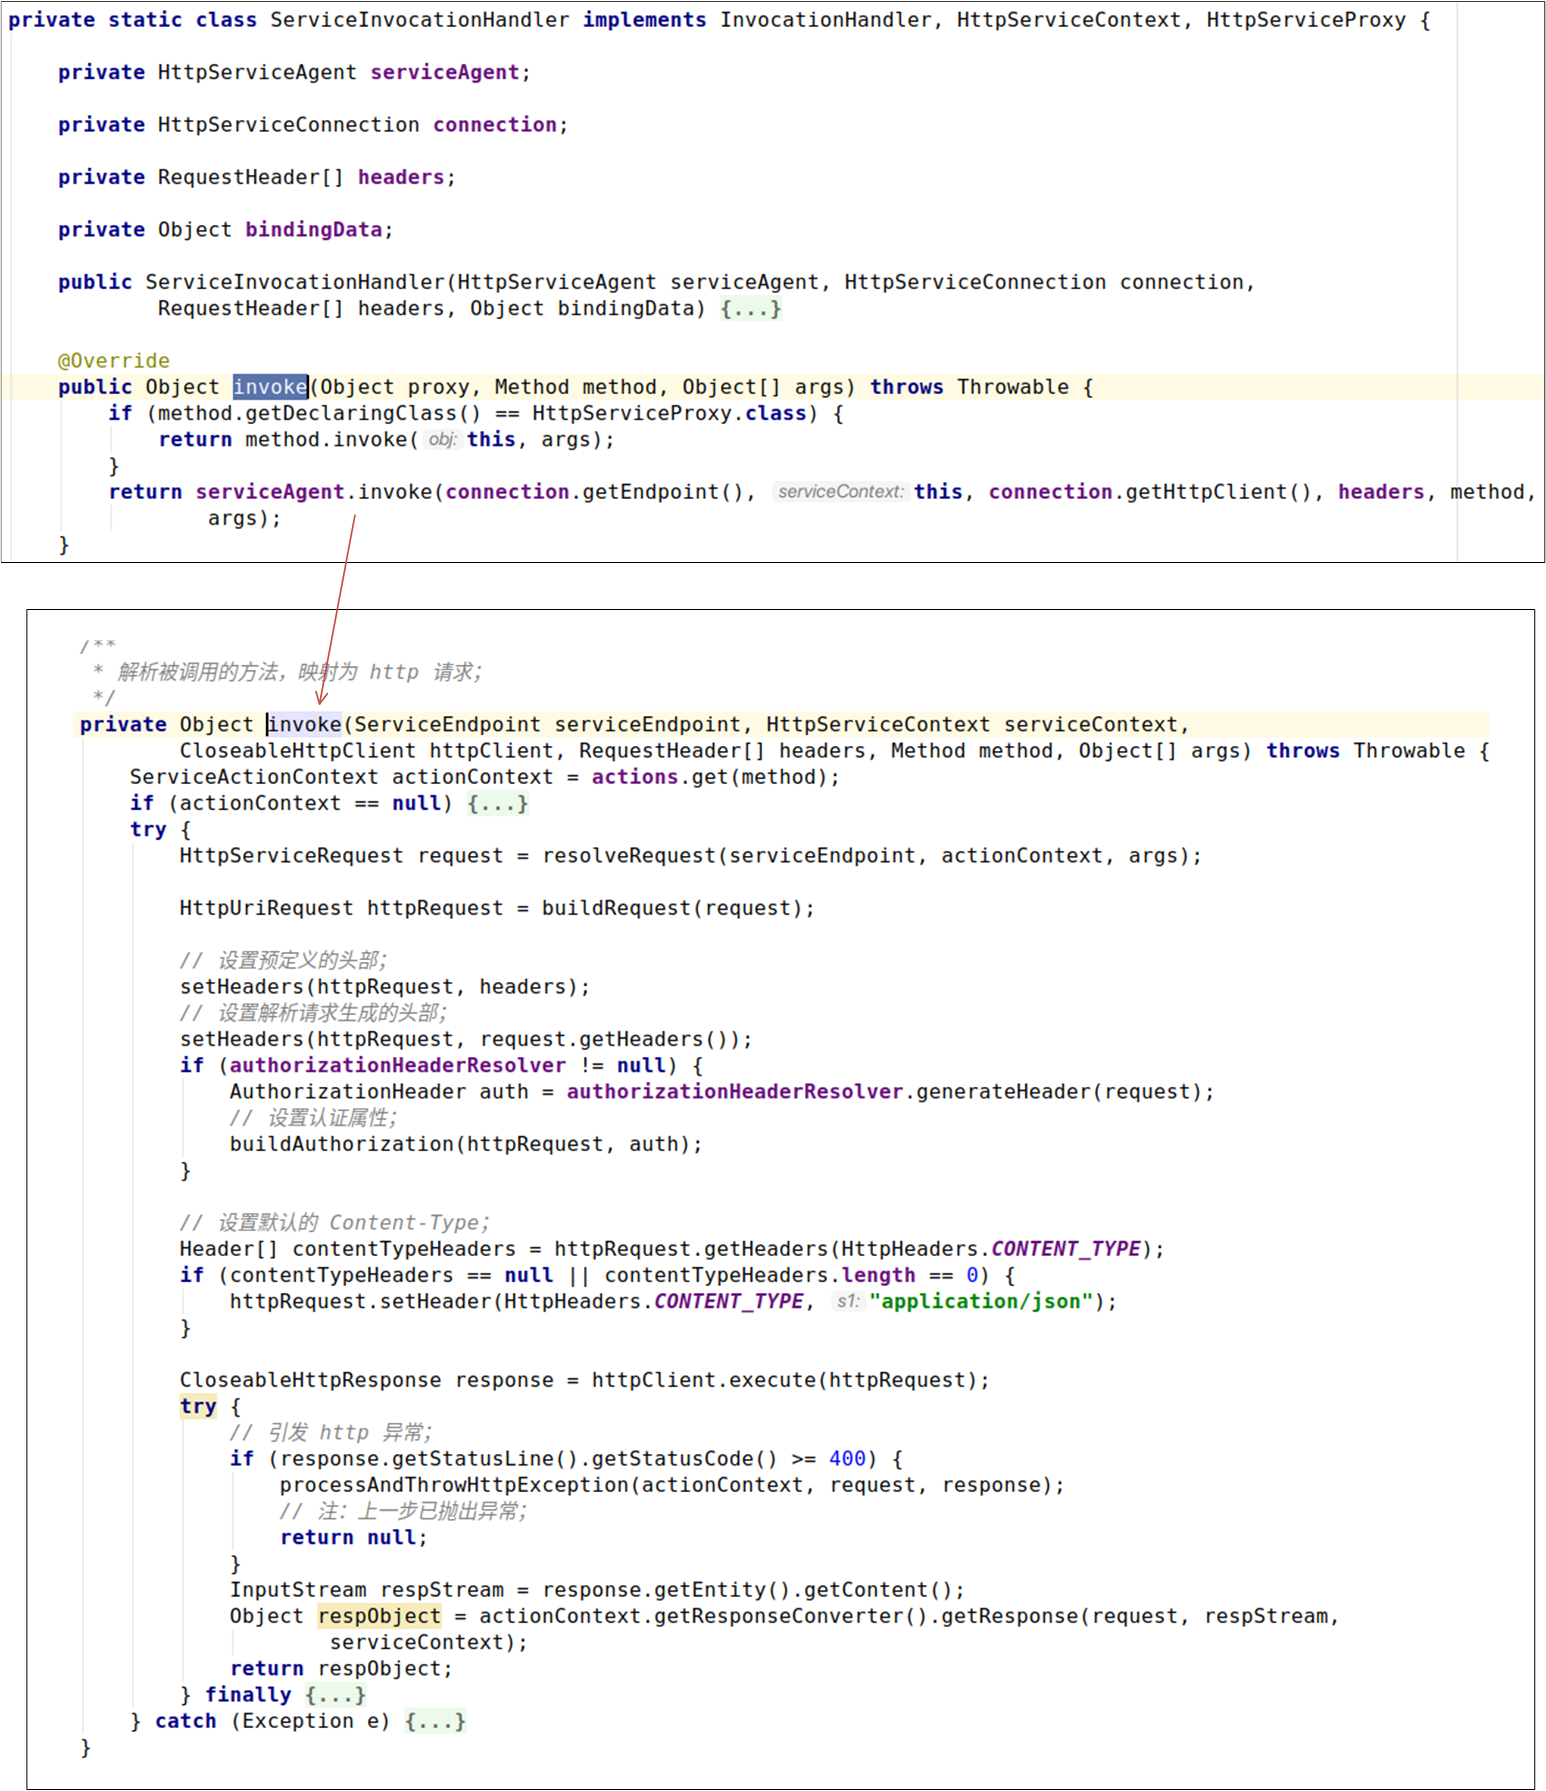 private static class ServiceInvocationHandler implements InvocationHandler, HttpServiceContext, HttpServiceProxy {
private HttpServiceAgent serviceAgent;
private HttpServiceConnection connection;
private RequestHeader[] headers;
private Object bindingData;
public ServiceInvocationHandler(HttpServiceAgent serviceAgent, HttpServiceConnection connection,
RequestHeader[] headers, Object bindingData) {...}
@Override
public Object invoke(Object proxy, Method method, Object[] args) throws Throwable {
if (method.getDeclaringClass() == HttpServiceProxy.class) {
return method.invoke( obj: this, args);
}
return serviceAgent.invoke(connection.getEndpoint(), serviceContext: this, connection.getHttpClient(), headers, method,
args);
}
/**
* 解析被调用的方法，映射为 http 请求；
*/
private Object invoke(ServiceEndpoint serviceEndpoint, HttpServiceContext serviceContext,
CloseableHttpClient httpClient, RequestHeader[] headers, Method method, Object[] args) throws Throwable {
ServiceActionContext actionContext = actions.get(method);
if (actionContext == null) {...}
try {
HttpServiceRequest request = resolveRequest(serviceEndpoint, actionContext, args);
HttpUriRequest httpRequest = buildRequest(request);
// 设置预定义的头部；
setHeaders(httpRequest, headers);
// 设置解析请求生成的头部；
setHeaders(httpRequest, request.getHeaders());
if (authorizationHeaderResolver != null) {
AuthorizationHeader auth = authorizationHeaderResolver.generateHeader(request);
// 设置认证属性；
buildAuthorization(httpRequest, auth);
}
// 设置默认的 Content-Type；
Header[] contentTypeHeaders = httpRequest.getHeaders(HttpHeaders.CONTENT_TYPE);
if (contentTypeHeaders == null || contentTypeHeaders.length == 0) {
httpRequest.setHeader(HttpHeaders.CONTENT_TYPE, s1: "application/json");
}
CloseableHttpResponse response = httpClient.execute(httpRequest);
try {
// 引发 http 异常；
if (response.getStatusLine().getStatusCode() >= 400) {
processAndThrowHttpException(actionContext, request, response);
// 注：上一步已抛出异常；
return null;
}
InputStream respStream = response.getEntity().getContent();
Object respObject = actionContext.getResponseConverter().getResponse(request, respStream,
serviceContext);
return respObject;
} finally {...}
} catch (Exception e) {...}
}